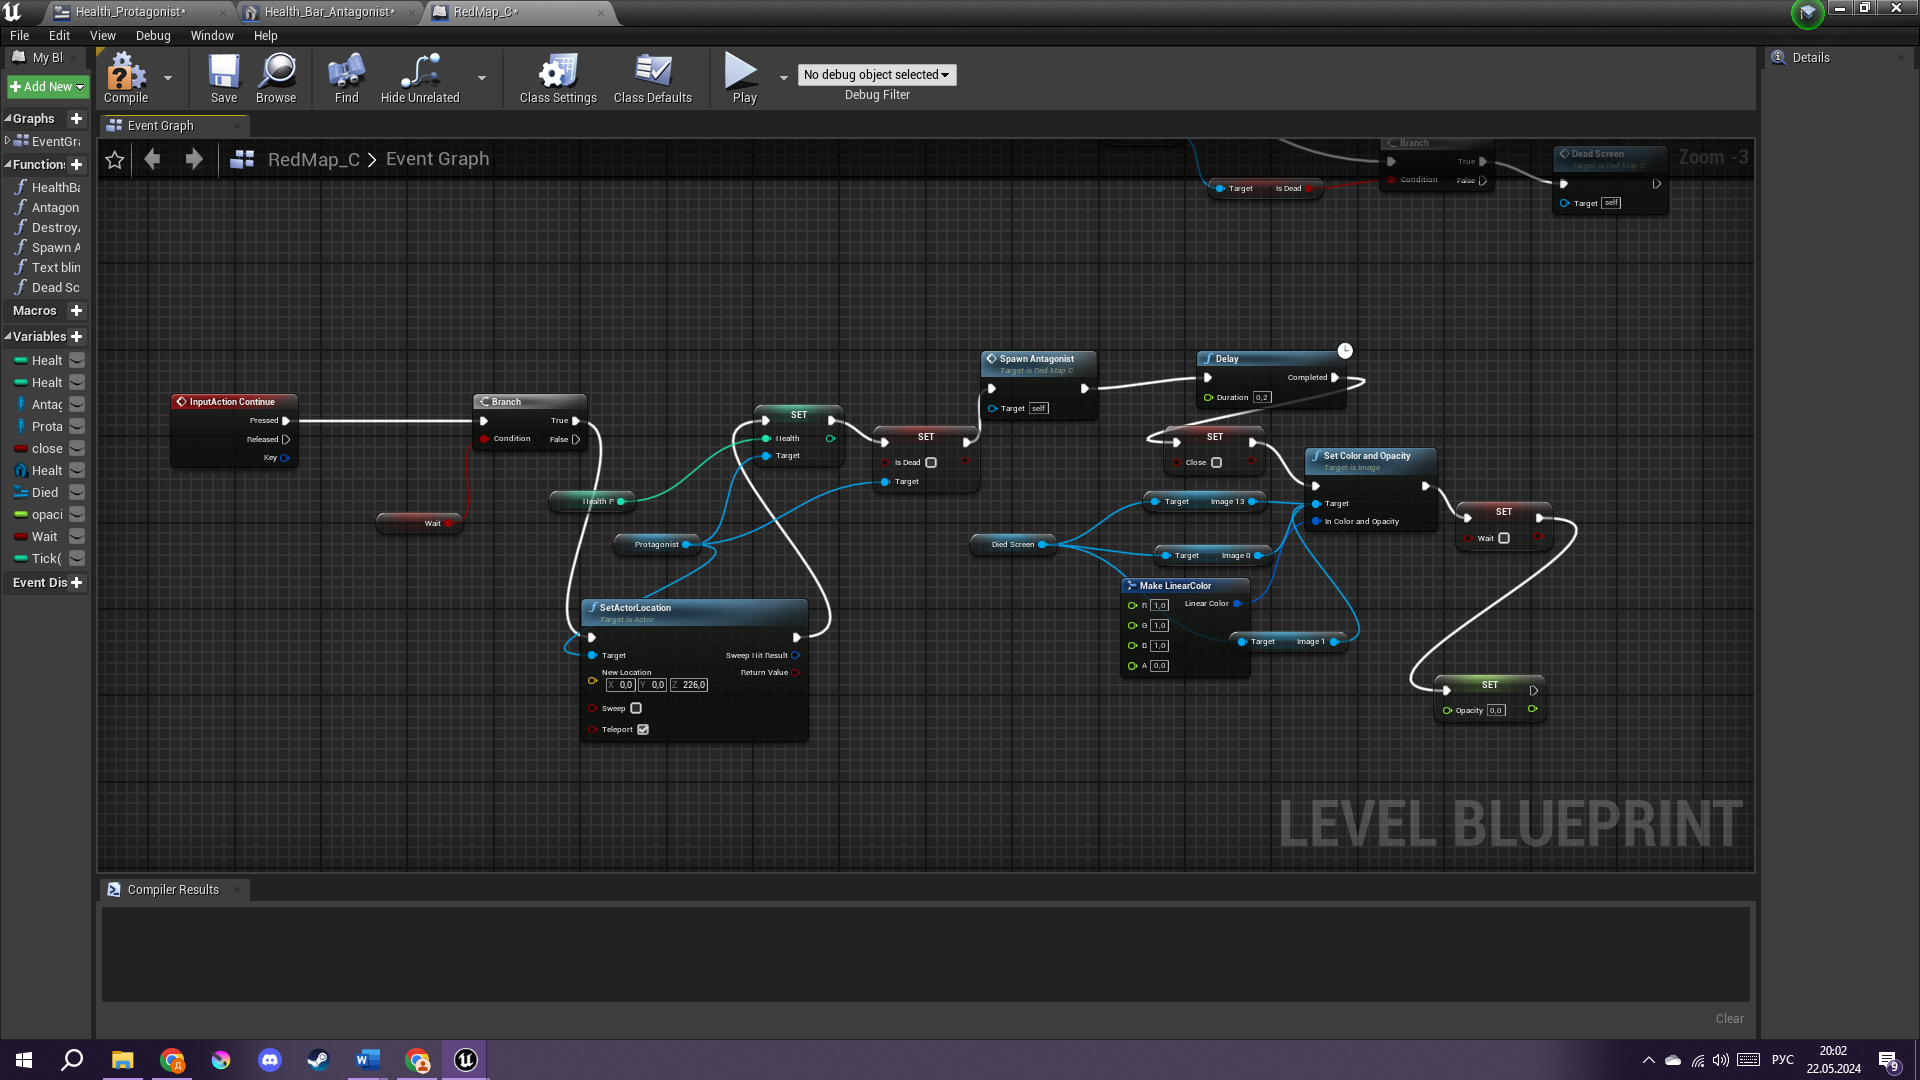 Health_Protagonist*
Health_Bar_Antagonist*
RedMap_C*
File Edit View Debug Window Help
My Bl
Add New
Compile
Save
Browse
Find
Hide Unrelated
Class Settings
Class Defaults
Play
No debug object selected
Debug Filter
Details
Event Graph
RedMap_C > Event Graph
Zoom -3
Graphs
EventGra
Function
HealthBa
Antagon
Destroy
Spawn A
Text blin
Dead Sc
Macros
Variables
Healt
Healt
Antag
Prota
close
Healt
Died
opaci
Wait
Tick(
Event Dis
Branch
True
Condition
False
Dead Screen
Target is Red Map C
Target self
Target Is Dead
InputAction Continue
Pressed
Released
Key
Branch
True
Condition
False
Wait
Health P
Protagonist
SET
Health
Target
SET
Is Dead
Target
Spawn Antagonist
Target is Red Map C
Target self
Delay
Completed
Duration 0,2
SET
Close
Set Color and Opacity
Target is Image
Target
In Color and Opacity
Target Image 13
Died Screen
Target Image 0
Make LinearColor
R 1,0
Linear Color
G 1,0
B 1,0
A 0,0
Target Image 1
SET
Wait
SET
Opacity 0,0
SetActorLocation
Target is Actor
Target
Sweep Hit Result
New Location
Return Value
X 0,0 Y 0,0 Z 226,0
Sweep
Teleport
LEVEL BLUEPRINT
Compiler Results
Clear
РУС
20:02
22.05.2024
9